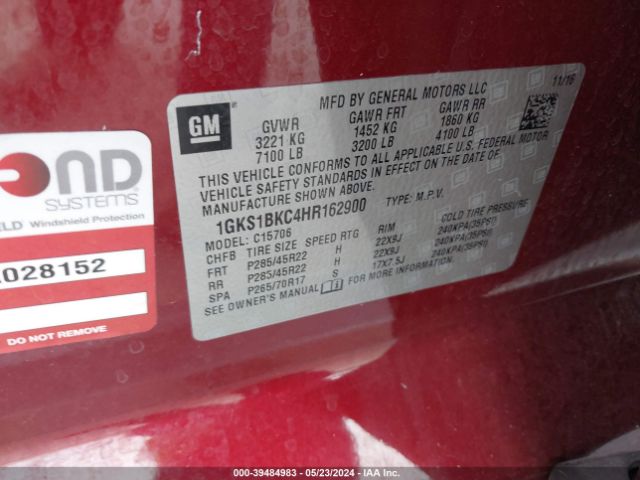 OND
SYSTEMS
ELD Windshield Protection
028152
DO NOT REMOVE
GM
MFD BY GENERAL MOTORS LLC
11/16
GVWR GAWR FRT GAWR RR
3221 KG 1452 KG 1860 KG
7100 LB 3200 LB 4100 LB
THIS VEHICLE CONFORMS TO ALL APPLICABLE U.S. FEDERAL MOTOR
VEHICLE SAFETY STANDARDS IN EFFECT ON THE DATE OF
MANUFACTURE SHOWN ABOVE.
1GKS1BKC4HR162900 TYPE: M.P.V.
MODEL: C15706
CHFB TIRE SIZE SPEED RTG RIM COLD TIRE PRESSURE
FRT P285/45R22 H 22X9J 240KPA(35PSI)
RR P285/45R22 H 22X9J 240KPA(35PSI)
SPA P265/70R17 S 17X7.5J 240KPA(35PSI)
SEE OWNER'S MANUAL FOR MORE INFORMATION
000-39484983 - 05/23/2024 - IAA Inc.